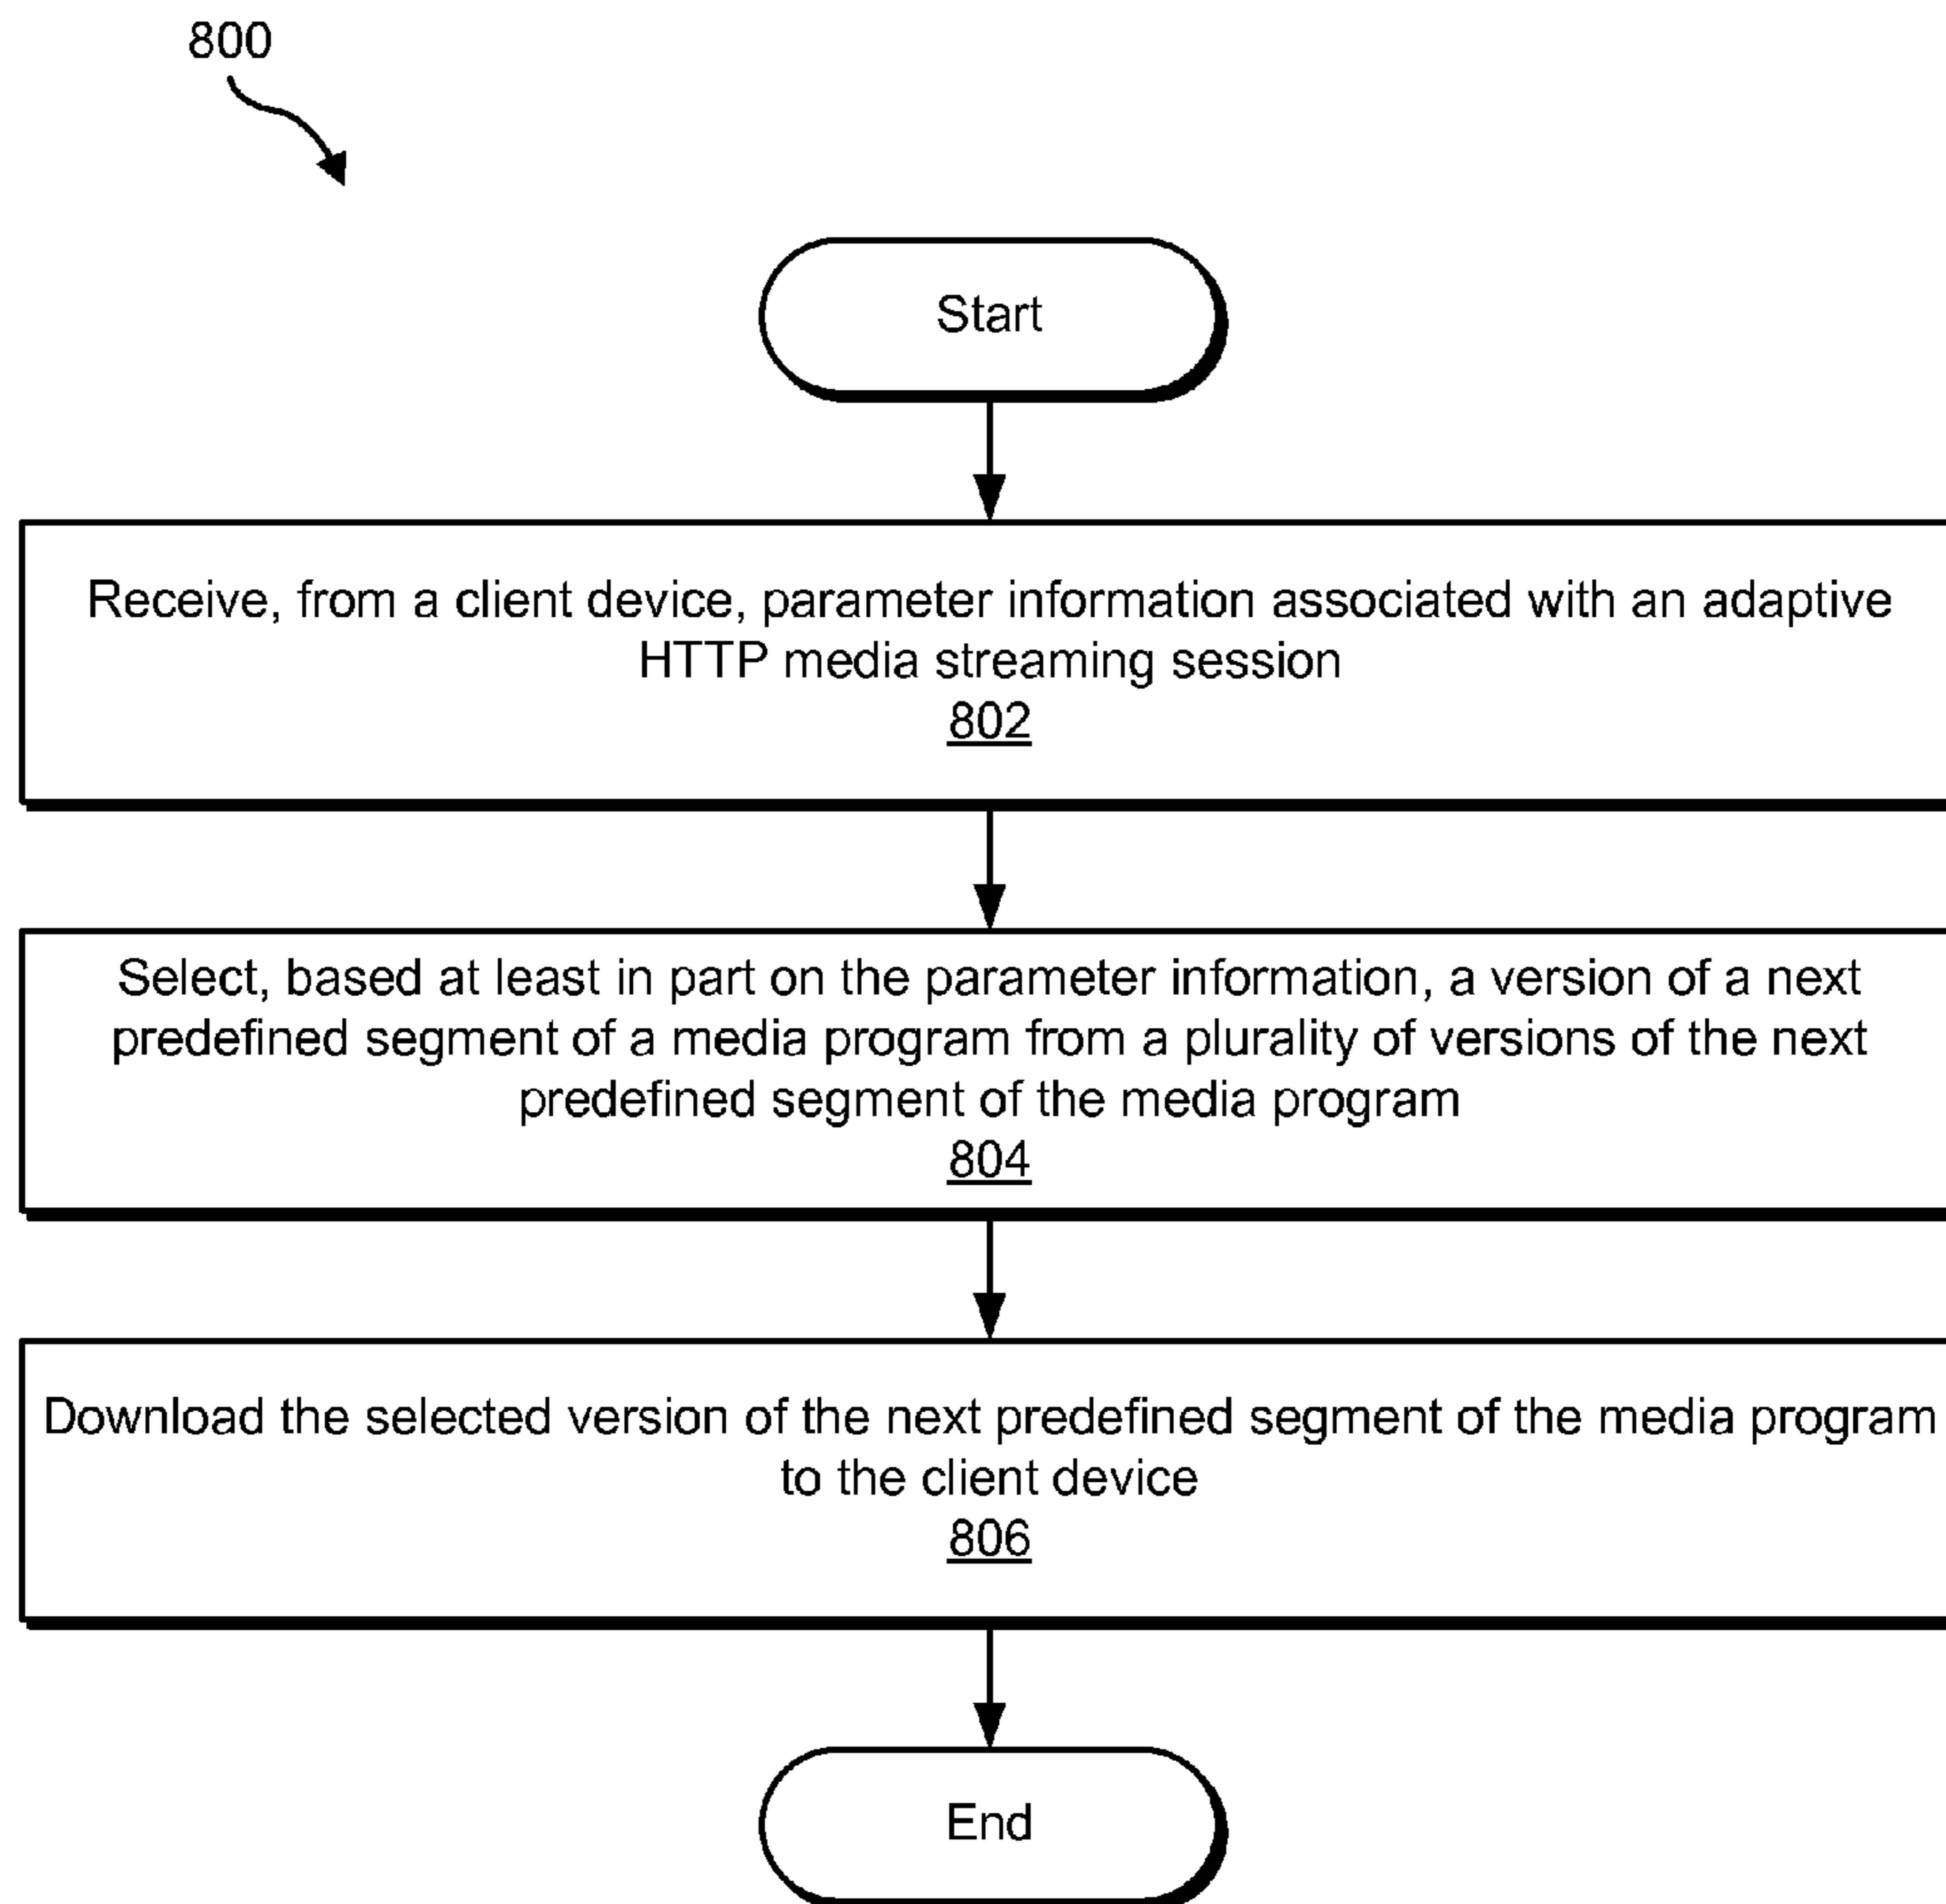 800
Start
Receive, from a client device, parameter information associated with an adaptive
HTTP media streaming session
802
Select, based at least in part on the parameter information, a version of a next
predefined segment of a media program from a plurality of versions of the next
predefined segment of the media program
804
Download the selected version of the next predefined segment of the media program
to the client device
806
End